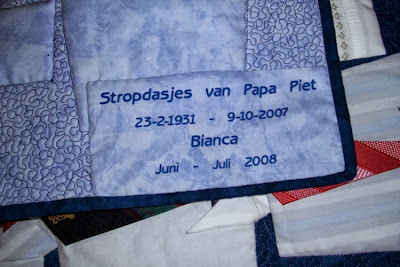 Stropdasjes van Papa Piet
23-2-1931 - 9-10-2007
Bianca
Juni - Juli 2008